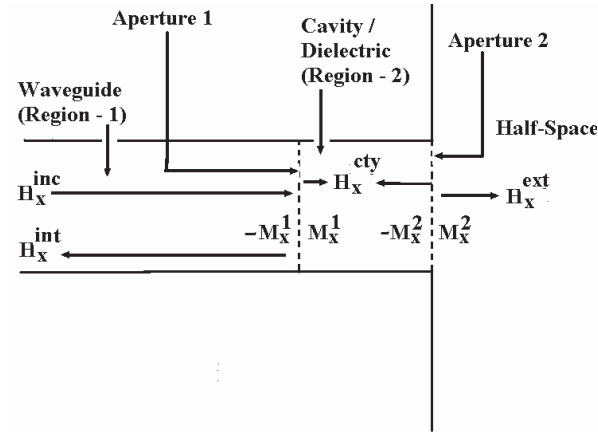 Aperture 1
Cavity /
Dielectric
(Region - 2)
Aperture 2
Waveguide
(Region - 1)
Half-Space
H_x^inc
H_x^cty
H_x^ext
H_x^int
−M_x^1
M_x^1
-M_x^2
M_x^2